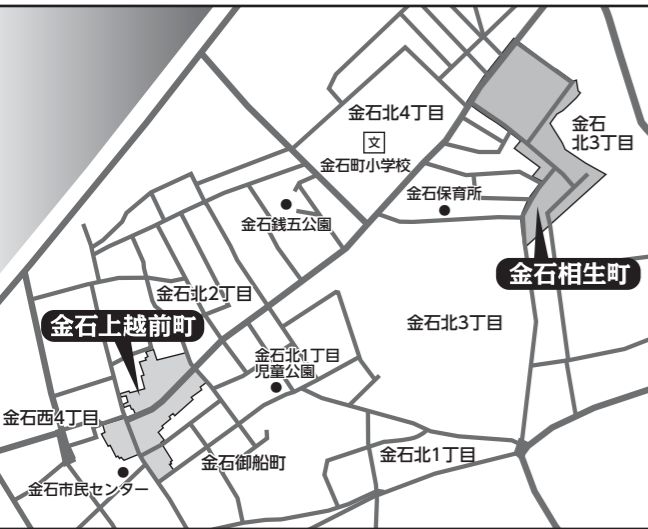 金石北4丁目
文
金石町小学校
金石
北3丁目
金石保育所
金石銭五公園
金石相生町
金石北2丁目
金石上越前町
金石北3丁目
金石北1丁目
児童公園
金石西4丁目
金石御船町
金石北1丁目
金石市民センター